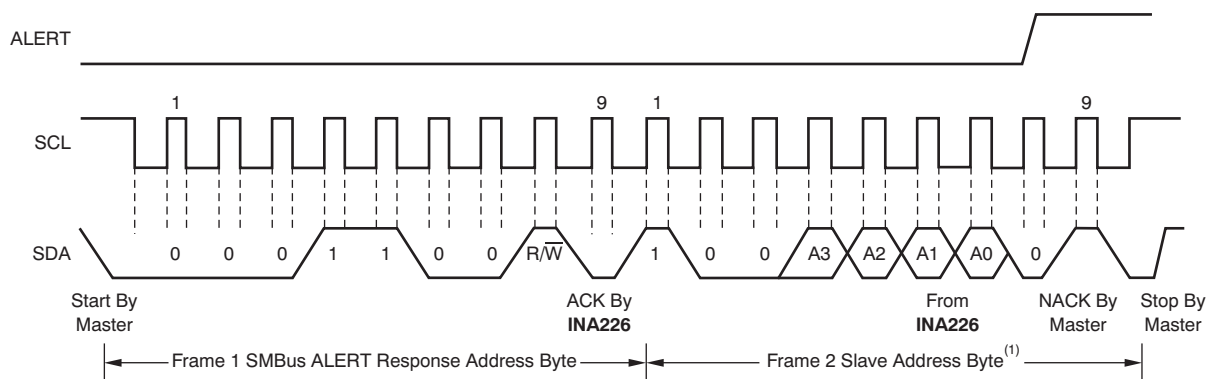 ALERT
1 9 1 9
SCL
SDA
0 0 0 1 1 0 0 R/W̅ 1 0 0 A3 A2 A1 A0 0
Start By
Master
ACK By
INA226
From
INA226
NACK By
Master
Stop By
Master
Frame 1 SMBus ALERT Response Address Byte
Frame 2 Slave Address Byte(1)